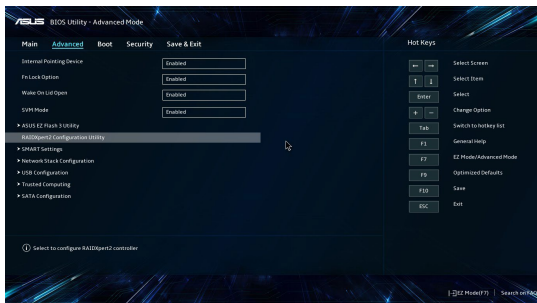 ASUS BIOS Utility - Advanced Mode
Main Advanced Boot Security Save & Exit
Hot Keys
Internal Pointing Device Enabled
Fn Lock Option Enabled
Wake On Lid Open Enabled
SVM Mode Enabled
> ASUS EZ Flash 3 Utility
RAIDXpert2 Configuration Utility
> SMART Settings
> Network Stack Configuration
> USB Configuration
> Trusted Computing
> SATA Configuration
← → Select Screen
↑ ↓ Select Item
Enter Select
+ − Change Option
Tab Switch to hotkey list
F1 General Help
F7 EZ Mode/Advanced Mode
F9 Optimized Defaults
F10 Save
ESC Exit
Select to configure RAIDXpert2 controller
EZ Mode(F7) | Search on FAQ